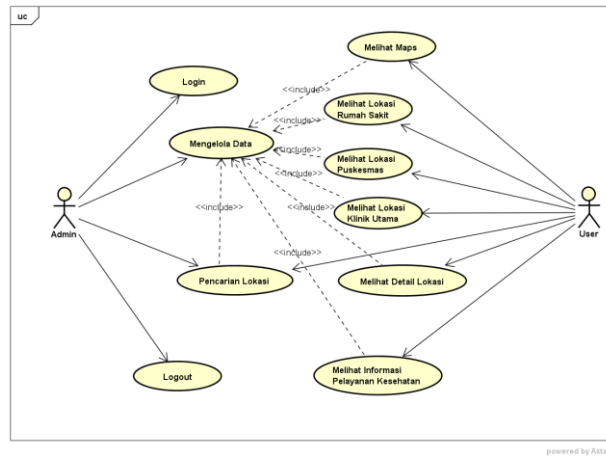 uc
Melihat Maps
Login
<<include>>
Melihat Lokasi
Rumah Sakit
<<include>>
Mengelola Data
<<include>>
Melihat Lokasi
Puskesmas
<<include>>
<<include>>
<<include>>
Melihat Lokasi
Klinik Utama
Admin
User
<<include>>
Pencarian Lokasi
Melihat Detail Lokasi
Melihat Informasi
Pelayanan Kesehatan
Logout
powered by Asta